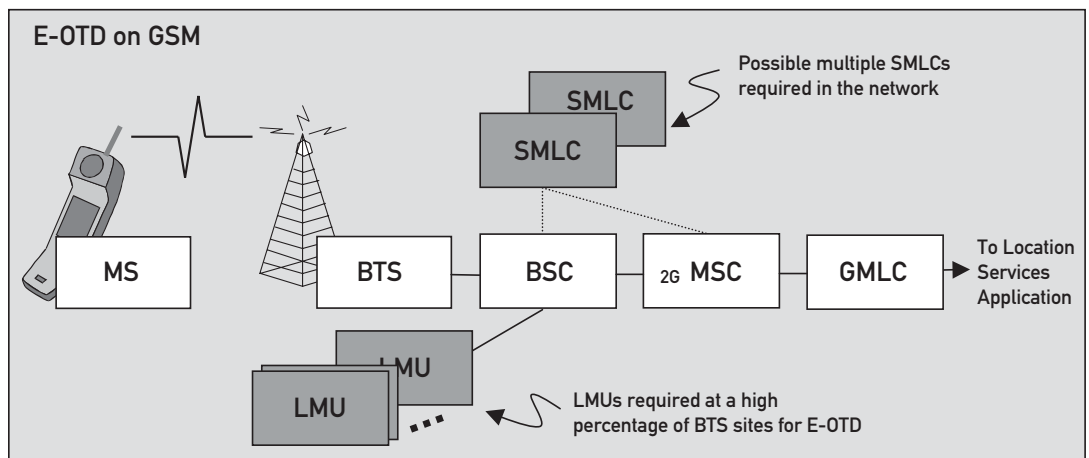 E-OTD on GSM
Possible multiple SMLCs
required in the network
SMLC
SMLC
MS
BTS
BSC
2G MSC
GMLC
To Location
Services
Application
LMU
LMU
LMUs required at a high
percentage of BTS sites for E-OTD